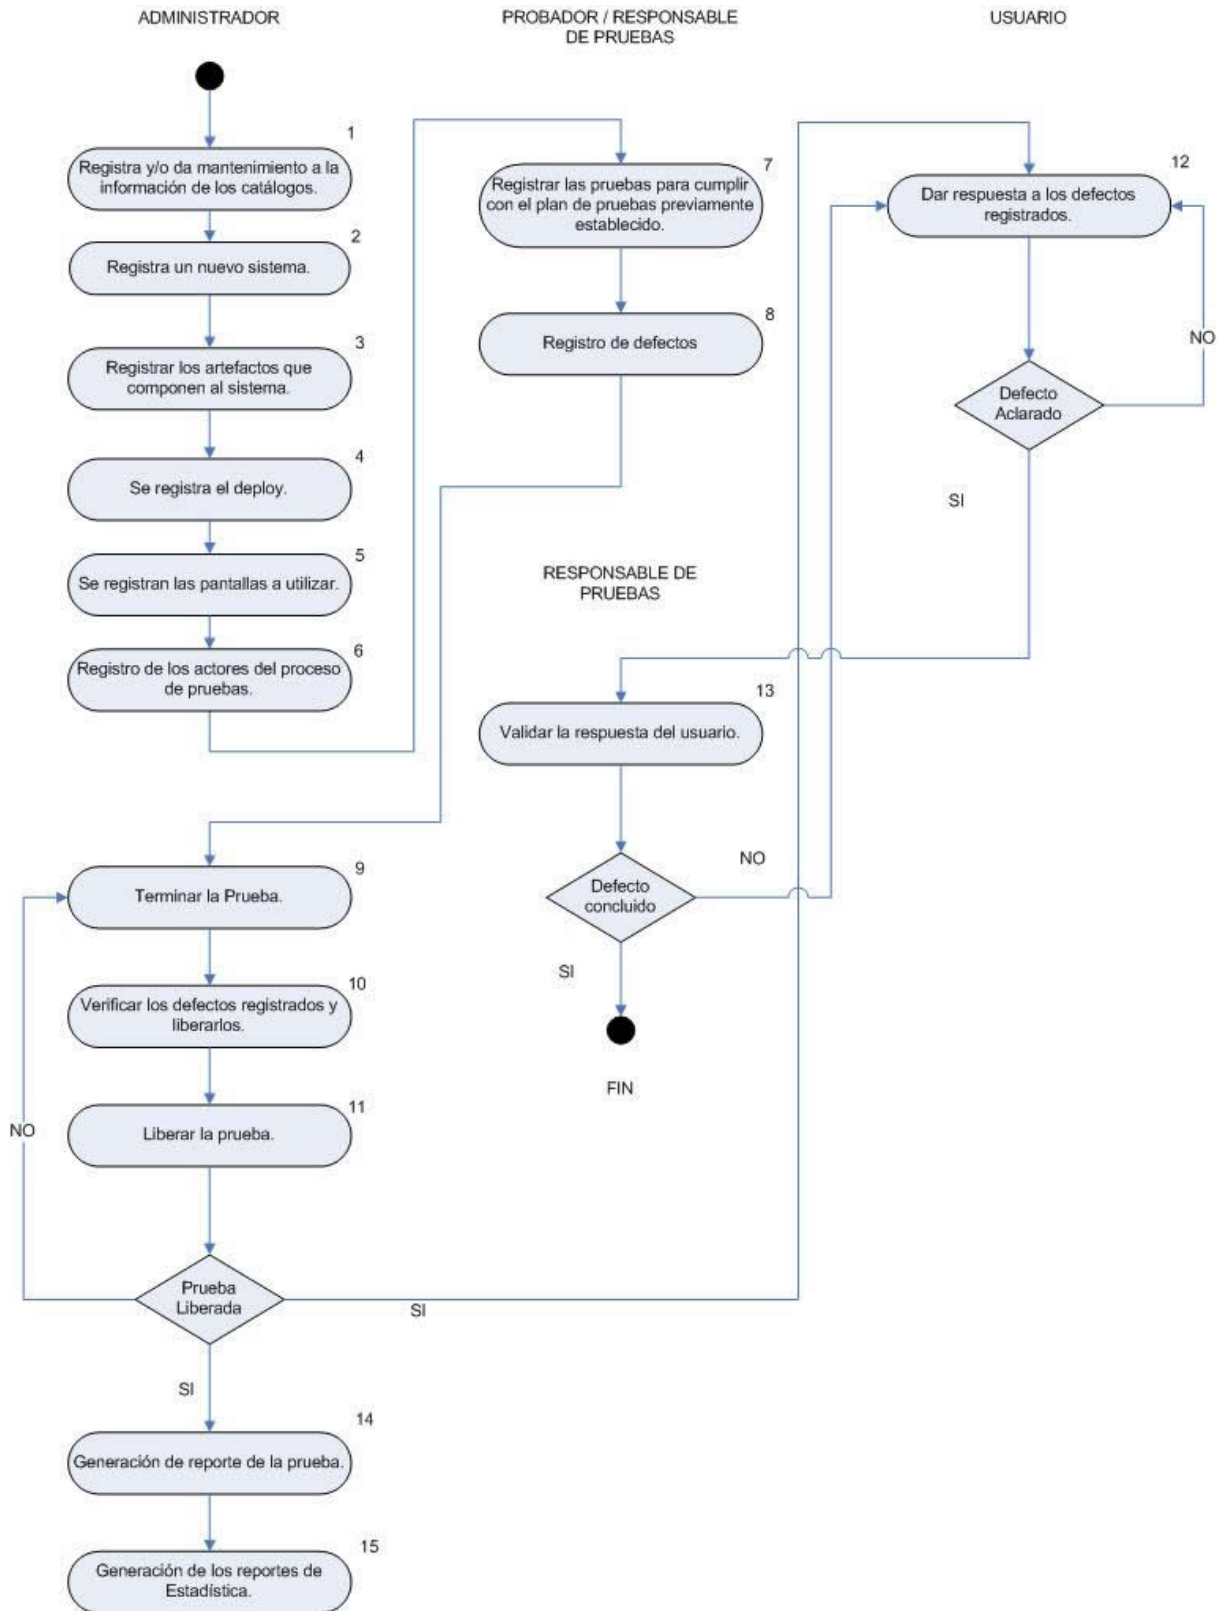 ADMINISTRADOR
PROBADOR / RESPONSABLE
DE PRUEBAS
USUARIO
1
Registra y/o da mantenimiento a la
información de los catálogos.
2
Registra un nuevo sistema.
3
Registrar los artefactos que
componen al sistema.
4
Se registra el deploy.
5
Se registran las pantallas a utilizar.
6
Registro de los actores del proceso
de pruebas.
7
Registrar las pruebas para cumplir
con el plan de pruebas previamente
establecido.
8
Registro de defectos
12
Dar respuesta a los defectos
registrados.
NO
Defecto
Aclarado
SI
RESPONSABLE DE
PRUEBAS
13
Validar la respuesta del usuario.
NO
Defecto
concluido
SI
FIN
9
Terminar la Prueba.
10
Verificar los defectos registrados y
liberarlos.
11
Liberar la prueba.
NO
Prueba
Liberada
SI
SI
14
Generación de reporte de la prueba.
15
Generación de los reportes de
Estadística.